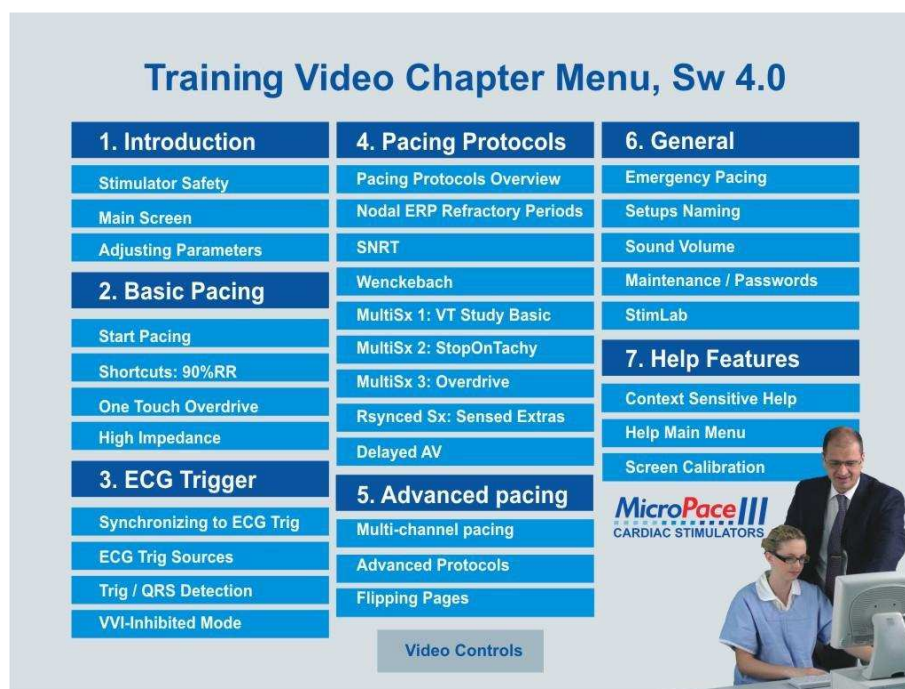 Training Video Chapter Menu, Sw 4.0
1. Introduction
Stimulator Safety
Main Screen
Adjusting Parameters
2. Basic Pacing
Start Pacing
Shortcuts: 90%RR
One Touch Overdrive
High Impedance
3. ECG Trigger
Synchronizing to ECG Trig
ECG Trig Sources
Trig / QRS Detection
VVI-Inhibited Mode
4. Pacing Protocols
Pacing Protocols Overview
Nodal ERP Refractory Periods
SNRT
Wenckebach
MultiSx 1: VT Study Basic
MultiSx 2: StopOnTachy
MultiSx 3: Overdrive
Rsynced Sx: Sensed Extras
Delayed AV
5. Advanced pacing
Multi-channel pacing
Advanced Protocols
Flipping Pages
6. General
Emergency Pacing
Setups Naming
Sound Volume
Maintenance / Passwords
StimLab
7. Help Features
Context Sensitive Help
Help Main Menu
Screen Calibration
MicroPace III
CARDIAC STIMULATORS
Video Controls